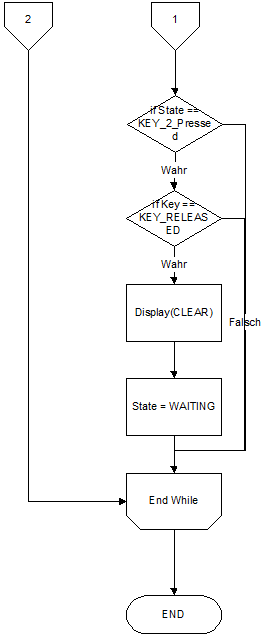 2
1
if State ==
KEY_2_Presse
d
Wahr
if Key ==
KEY_RELEAS
ED
Wahr
Display(CLEAR)
Falsch
State = WAITING
End While
END